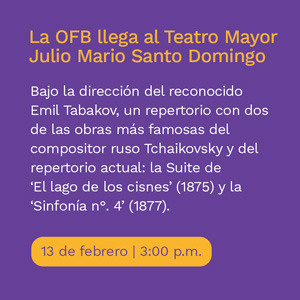 La OFB llega al Teatro Mayor
Julio Mario Santo Domingo
Bajo la dirección del reconocido
Emil Tabakov, un repertorio con dos
de las obras más famosas del
compositor ruso Tchaikovsky y del
repertorio actual: la Suite de
‘El lago de los cisnes’ (1875) y la
‘Sinfonía n°. 4’ (1877).
13 de febrero | 3:00 p.m.